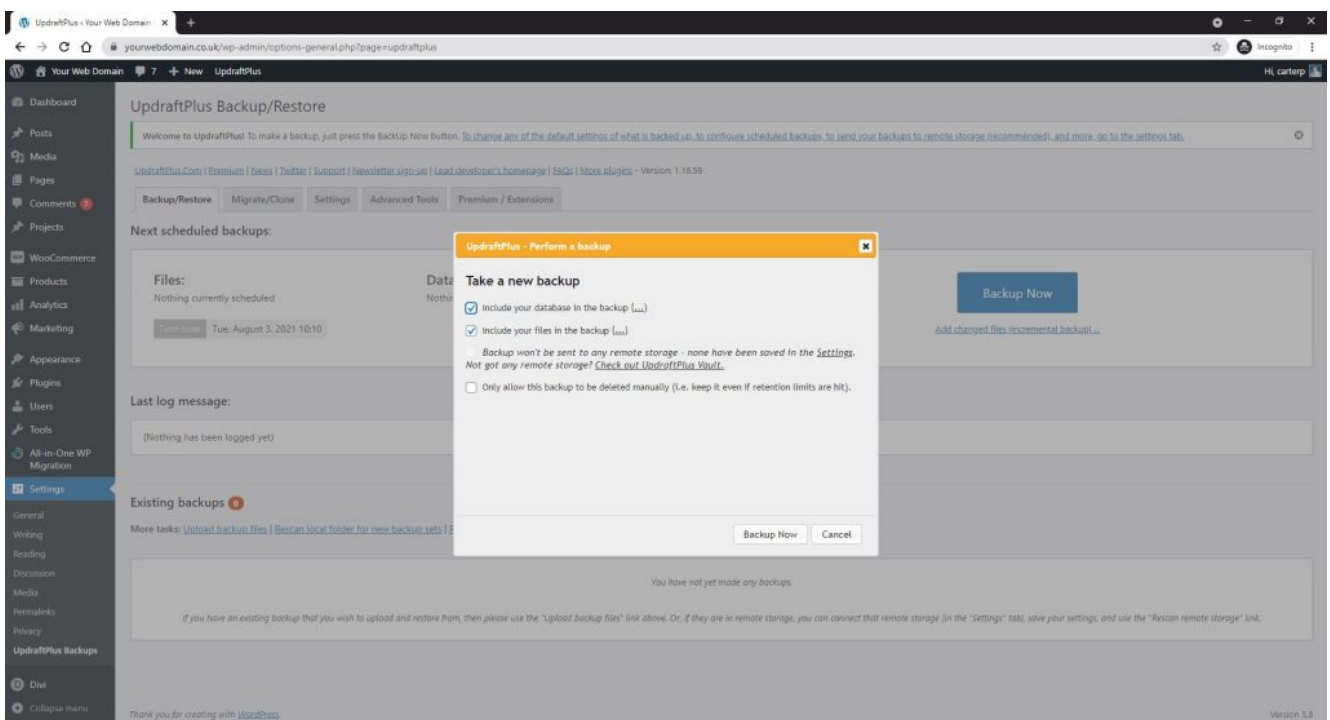 UpdraftPlus ‹ Your Web Domain
yourwebdomain.co.uk/wp-admin/options-general.php?page=updraftplus
Incognito
Your Web Domain 7 + New UpdraftPlus
Hi, carterp
Dashboard
Posts
Media
Pages
Comments 7
Projects
WooCommerce
Products
Analytics
Marketing
Appearance
Plugins
Users
Tools
All-in-One WP
Migration
Settings
General
Writing
Reading
Discussion
Media
Permalinks
Privacy
UpdraftPlus Backups
Divi
Collapse menu
UpdraftPlus Backup/Restore
Welcome to UpdraftPlus! To make a backup, just press the Backup Now button. To change any of the default settings of what is backed up, to configure scheduled backups, to send your backups to remote storage (recommended), and more, go to the settings tab.
UpdraftPlus.Com | Premium | News | Twitter | Support | Newsletter sign-up | Lead developer's homepage | FAQs | More plugins - Version: 1.16.59
Backup/Restore Migrate/Clone Settings Advanced Tools Premium / Extensions
Next scheduled backups:
Files:
Nothing currently scheduled
Data
Time now: Tue, August 3, 2021 10:10
Backup Now
Add changed files (incremental backup) ...
UpdraftPlus - Perform a backup
Take a new backup
Include your database in the backup (...)
Include your files in the backup (...)
Backup won't be sent to any remote storage - none have been saved in the Settings.
Not got any remote storage? Check out UpdraftPlus Vault.
Only allow this backup to be deleted manually (i.e. keep it even if retention limits are hit).
Backup Now Cancel
Last log message:
(Nothing has been logged yet)
Existing backups 0
More tasks: Upload backup files | Rescan local folder for new backup sets |
You have not yet made any backups.
If you have an existing backup that you wish to upload and restore from, then please use the "Upload backup files" link above. Or, if they are in remote storage, you can connect that remote storage (in the "Settings" tab), save your settings, and use the "Rescan remote storage" link.
Thank you for creating with WordPress.
Version 5.8